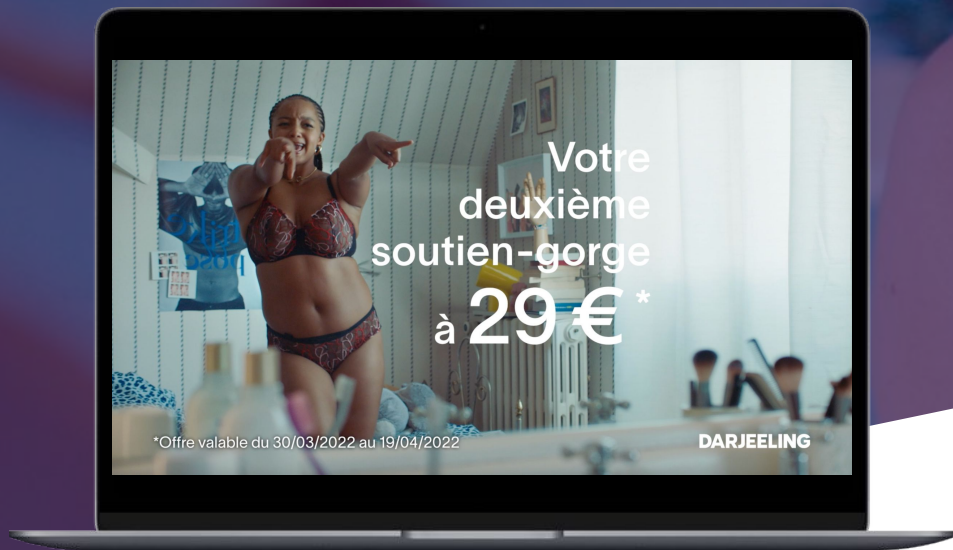 Votre
deuxième
soutien-gorge
à 29 €*
*Offre valable du 30/03/2022 au 19/04/2022
DARJEELING